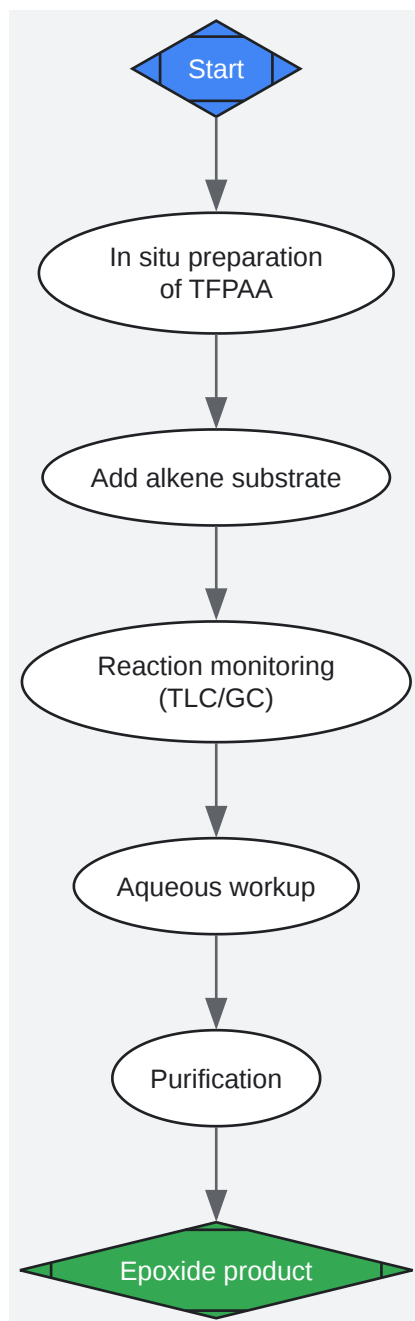 Start
In situ preparation
of TFPAA
Add alkene substrate
Reaction monitoring
(TLC/GC)
Aqueous workup
Purification
Epoxide product